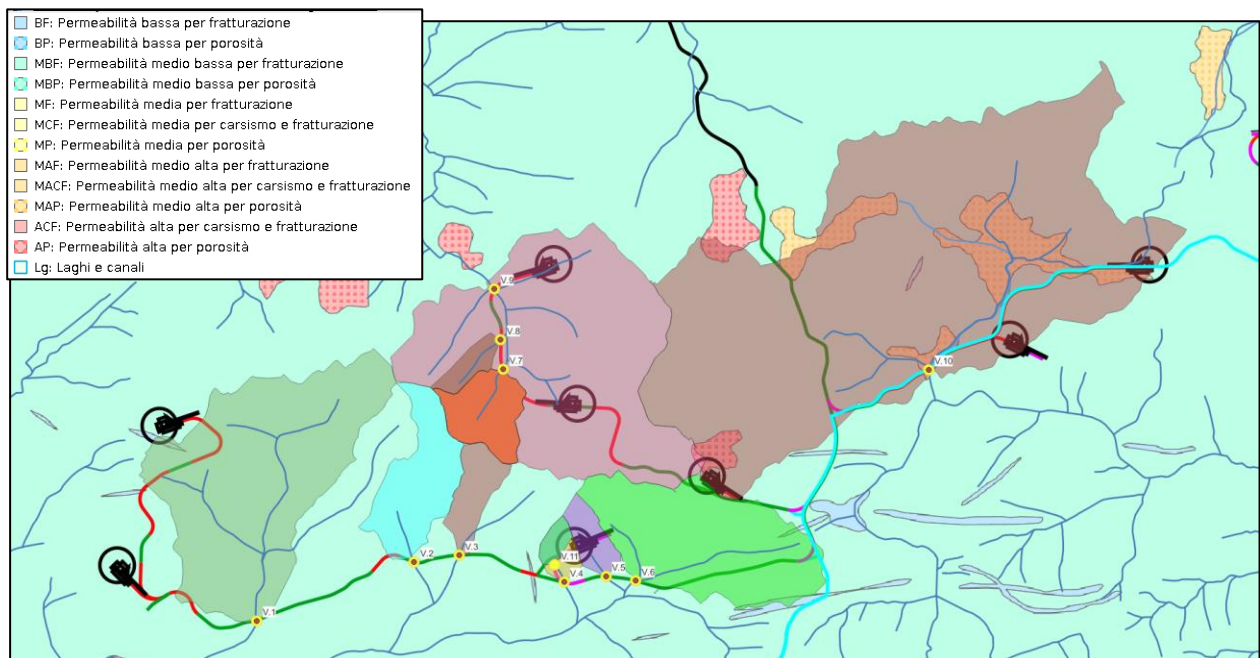 BF: Permeabilità bassa per fratturazione
BP: Permeabilità bassa per porosità
MBF: Permeabilità medio bassa per fratturazione
MBP: Permeabilità medio bassa per porosità
MF: Permeabilità media per fratturazione
MCF: Permeabilità media per carsismo e fratturazione
MP: Permeabilità media per porosità
MAF: Permeabilità medio alta per fratturazione
MACF: Permeabilità medio alta per carsismo e fratturazione
MAP: Permeabilità medio alta per porosità
ACF: Permeabilità alta per carsismo e fratturazione
AP: Permeabilità alta per porosità
Lg: Laghi e canali
V.9
V.8
V.7
V.10
V.2
V.3
V.11
V.4
V.5
V.6
V.1